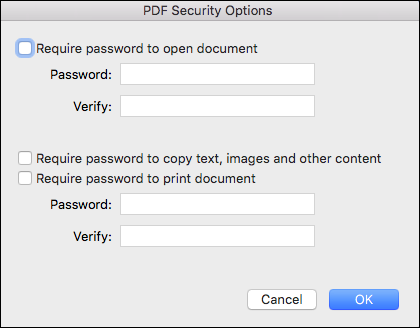 PDF Security Options
Require password to open document
Password:
Verify:
Require password to copy text, images and other content
Require password to print document
Password:
Verify:
Cancel OK